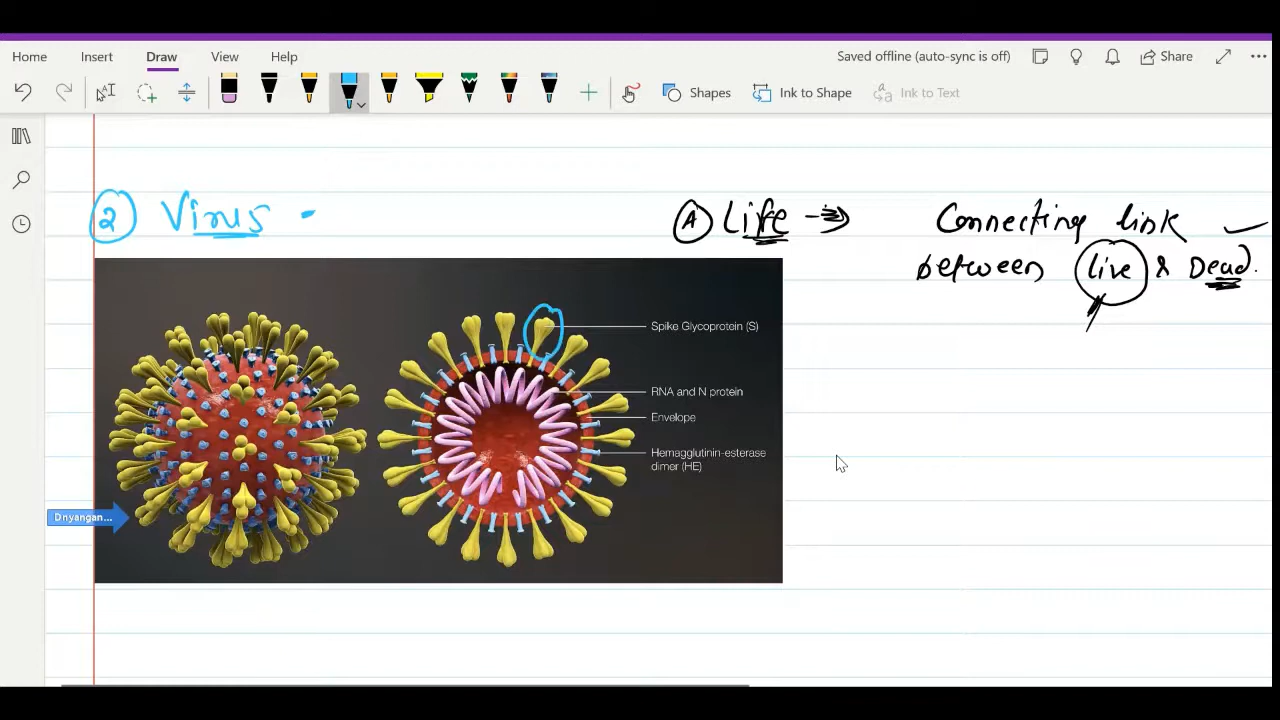 Home Insert Draw View Help Saved offline (auto-sync is off) Share
Shapes Ink to Shape Ink to Text
2 Virus - A Life → Connecting link
between live & Dead.
Spike Glycoprotein (S)
RNA and N protein
Envelope
Hemagglutinin-esterase
dimer (HE)
Dnyangan...